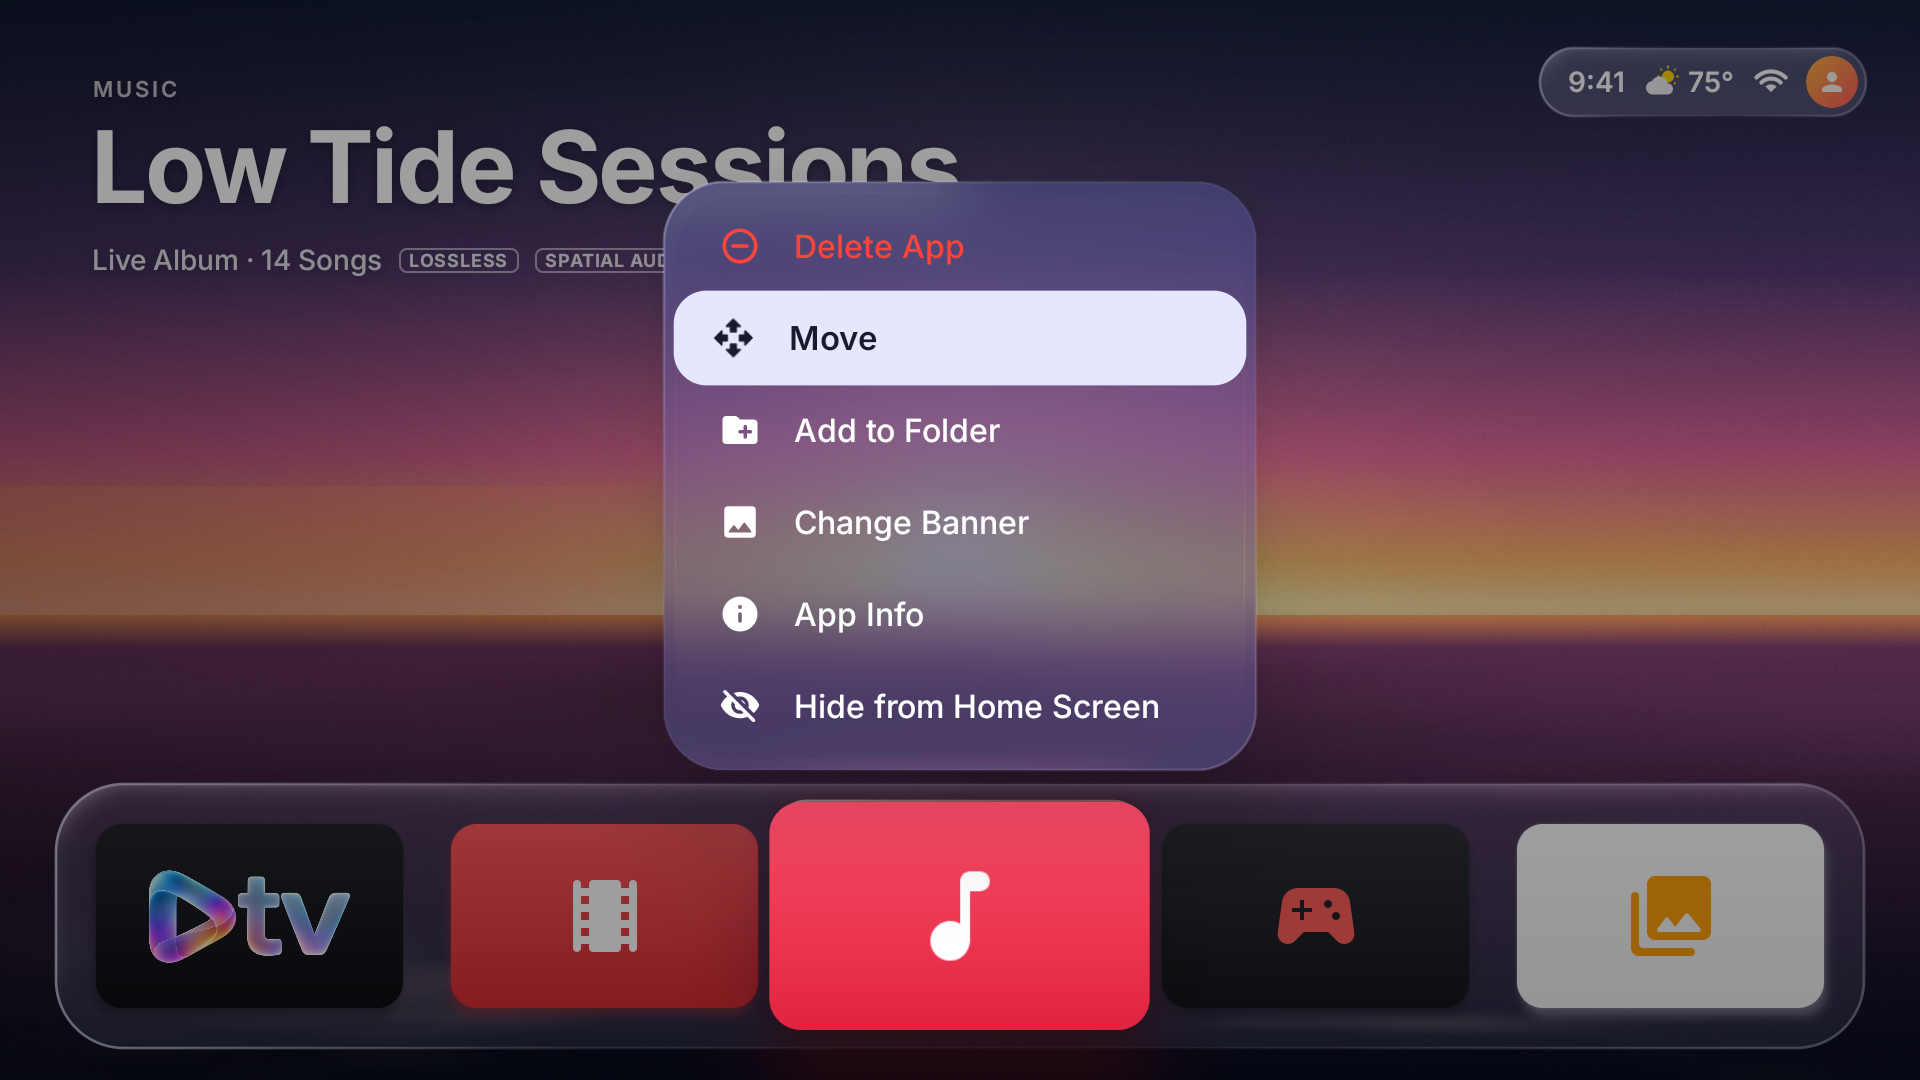 MUSIC
Low Tide Sessions
Live Album · 14 Songs LOSSLESS SPATIAL
9:41 75°
Delete App
Move
Add to Folder
Change Banner
App Info
Hide from Home Screen
tv